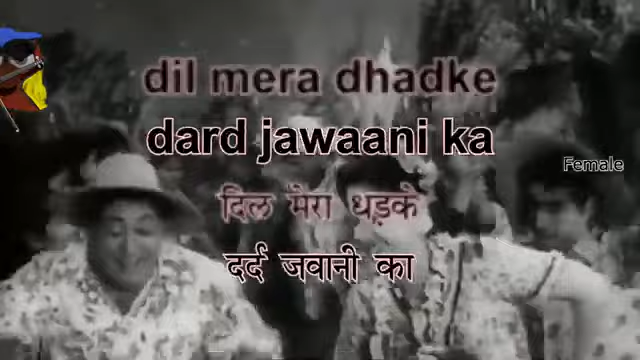 dil mera dhadke
dard jawaani ka
Female
दिल मेरा धड़के
दर्द जवानी का